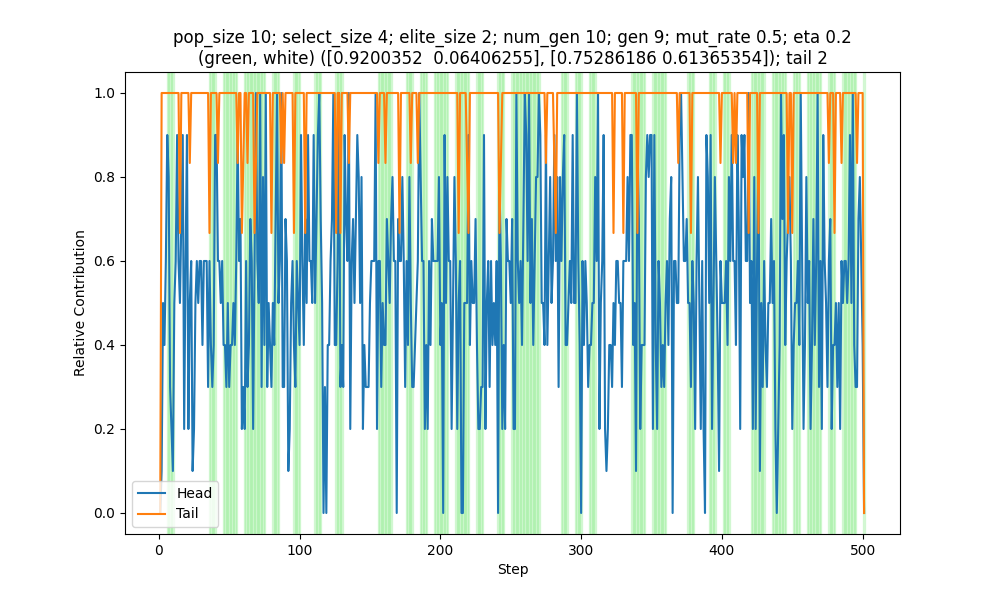 pop_size 10; select_size 4; elite_size 2; num_gen 10; gen 9; mut_rate 0.5; eta 0.2
(green, white) ([0.9200352  0.06406255], [0.75286186 0.61365354]); tail 2
Relative Contribution
1.0
0.8
0.6
0.4
0.2
0.0
Head
Tail
0
100
200
300
400
500
Step